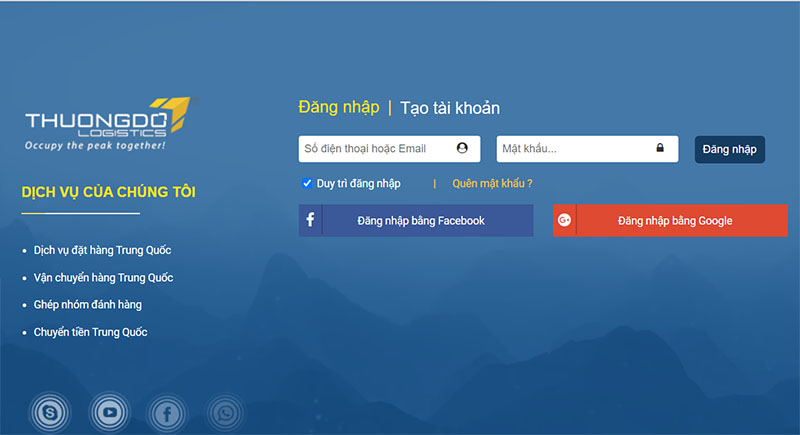 THUONGDO
LOGISTICS
Occupy the peak together!
DỊCH VỤ CỦA CHÚNG TÔI
Dịch vụ đặt hàng Trung Quốc
Vận chuyển hàng Trung Quốc
Ghép nhóm đánh hàng
Chuyển tiền Trung Quốc
Đăng nhập | Tạo tài khoản
Số điện thoại hoặc Email
Mật khẩu...
Đăng nhập
Duy trì đăng nhập | Quên mật khẩu ?
Đăng nhập bằng Facebook
Đăng nhập bằng Google